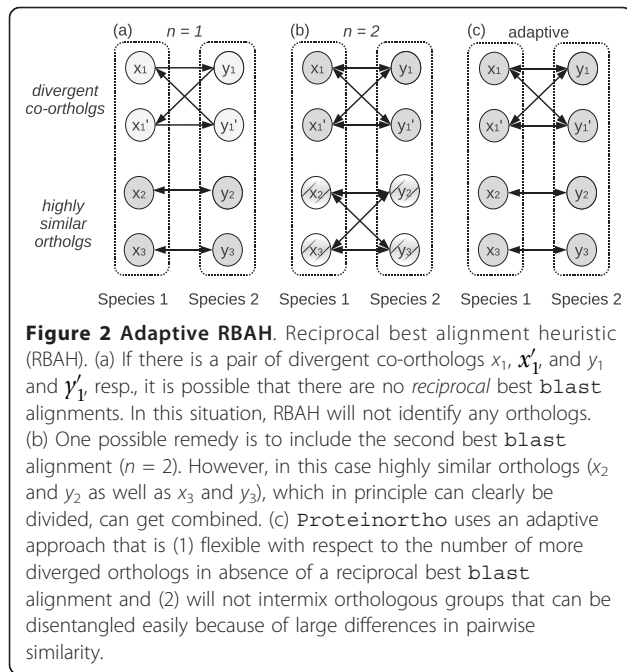 (a) n = 1 (b) n = 2 (c) adaptive
divergent
co-ortholgs
x1 y1 x1 y1 x1 y1
x1' y1' x1' y1' x1' y1'
highly
similar
ortholgs
x2 y2 x2 y2 x2 y2
x3 y3 x3 y3 x3 y3
Species 1 Species 2 Species 1 Species 2 Species 1 Species 2
Figure 2 Adaptive RBAH. Reciprocal best alignment heuristic
(RBAH). (a) If there is a pair of divergent co-orthologs x1, x′1, and y1
and y′1, resp., it is possible that there are no reciprocal best blast
alignments. In this situation, RBAH will not identify any orthologs.
(b) One possible remedy is to include the second best blast
alignment (n = 2). However, in this case highly similar orthologs (x2
and y2 as well as x3 and y3), which in principle can clearly be
divided, can get combined. (c) Proteinortho uses an adaptive
approach that is (1) flexible with respect to the number of more
diverged orthologs in absence of a reciprocal best blast
alignment and (2) will not intermix orthologous groups that can be
disentangled easily because of large differences in pairwise
similarity.